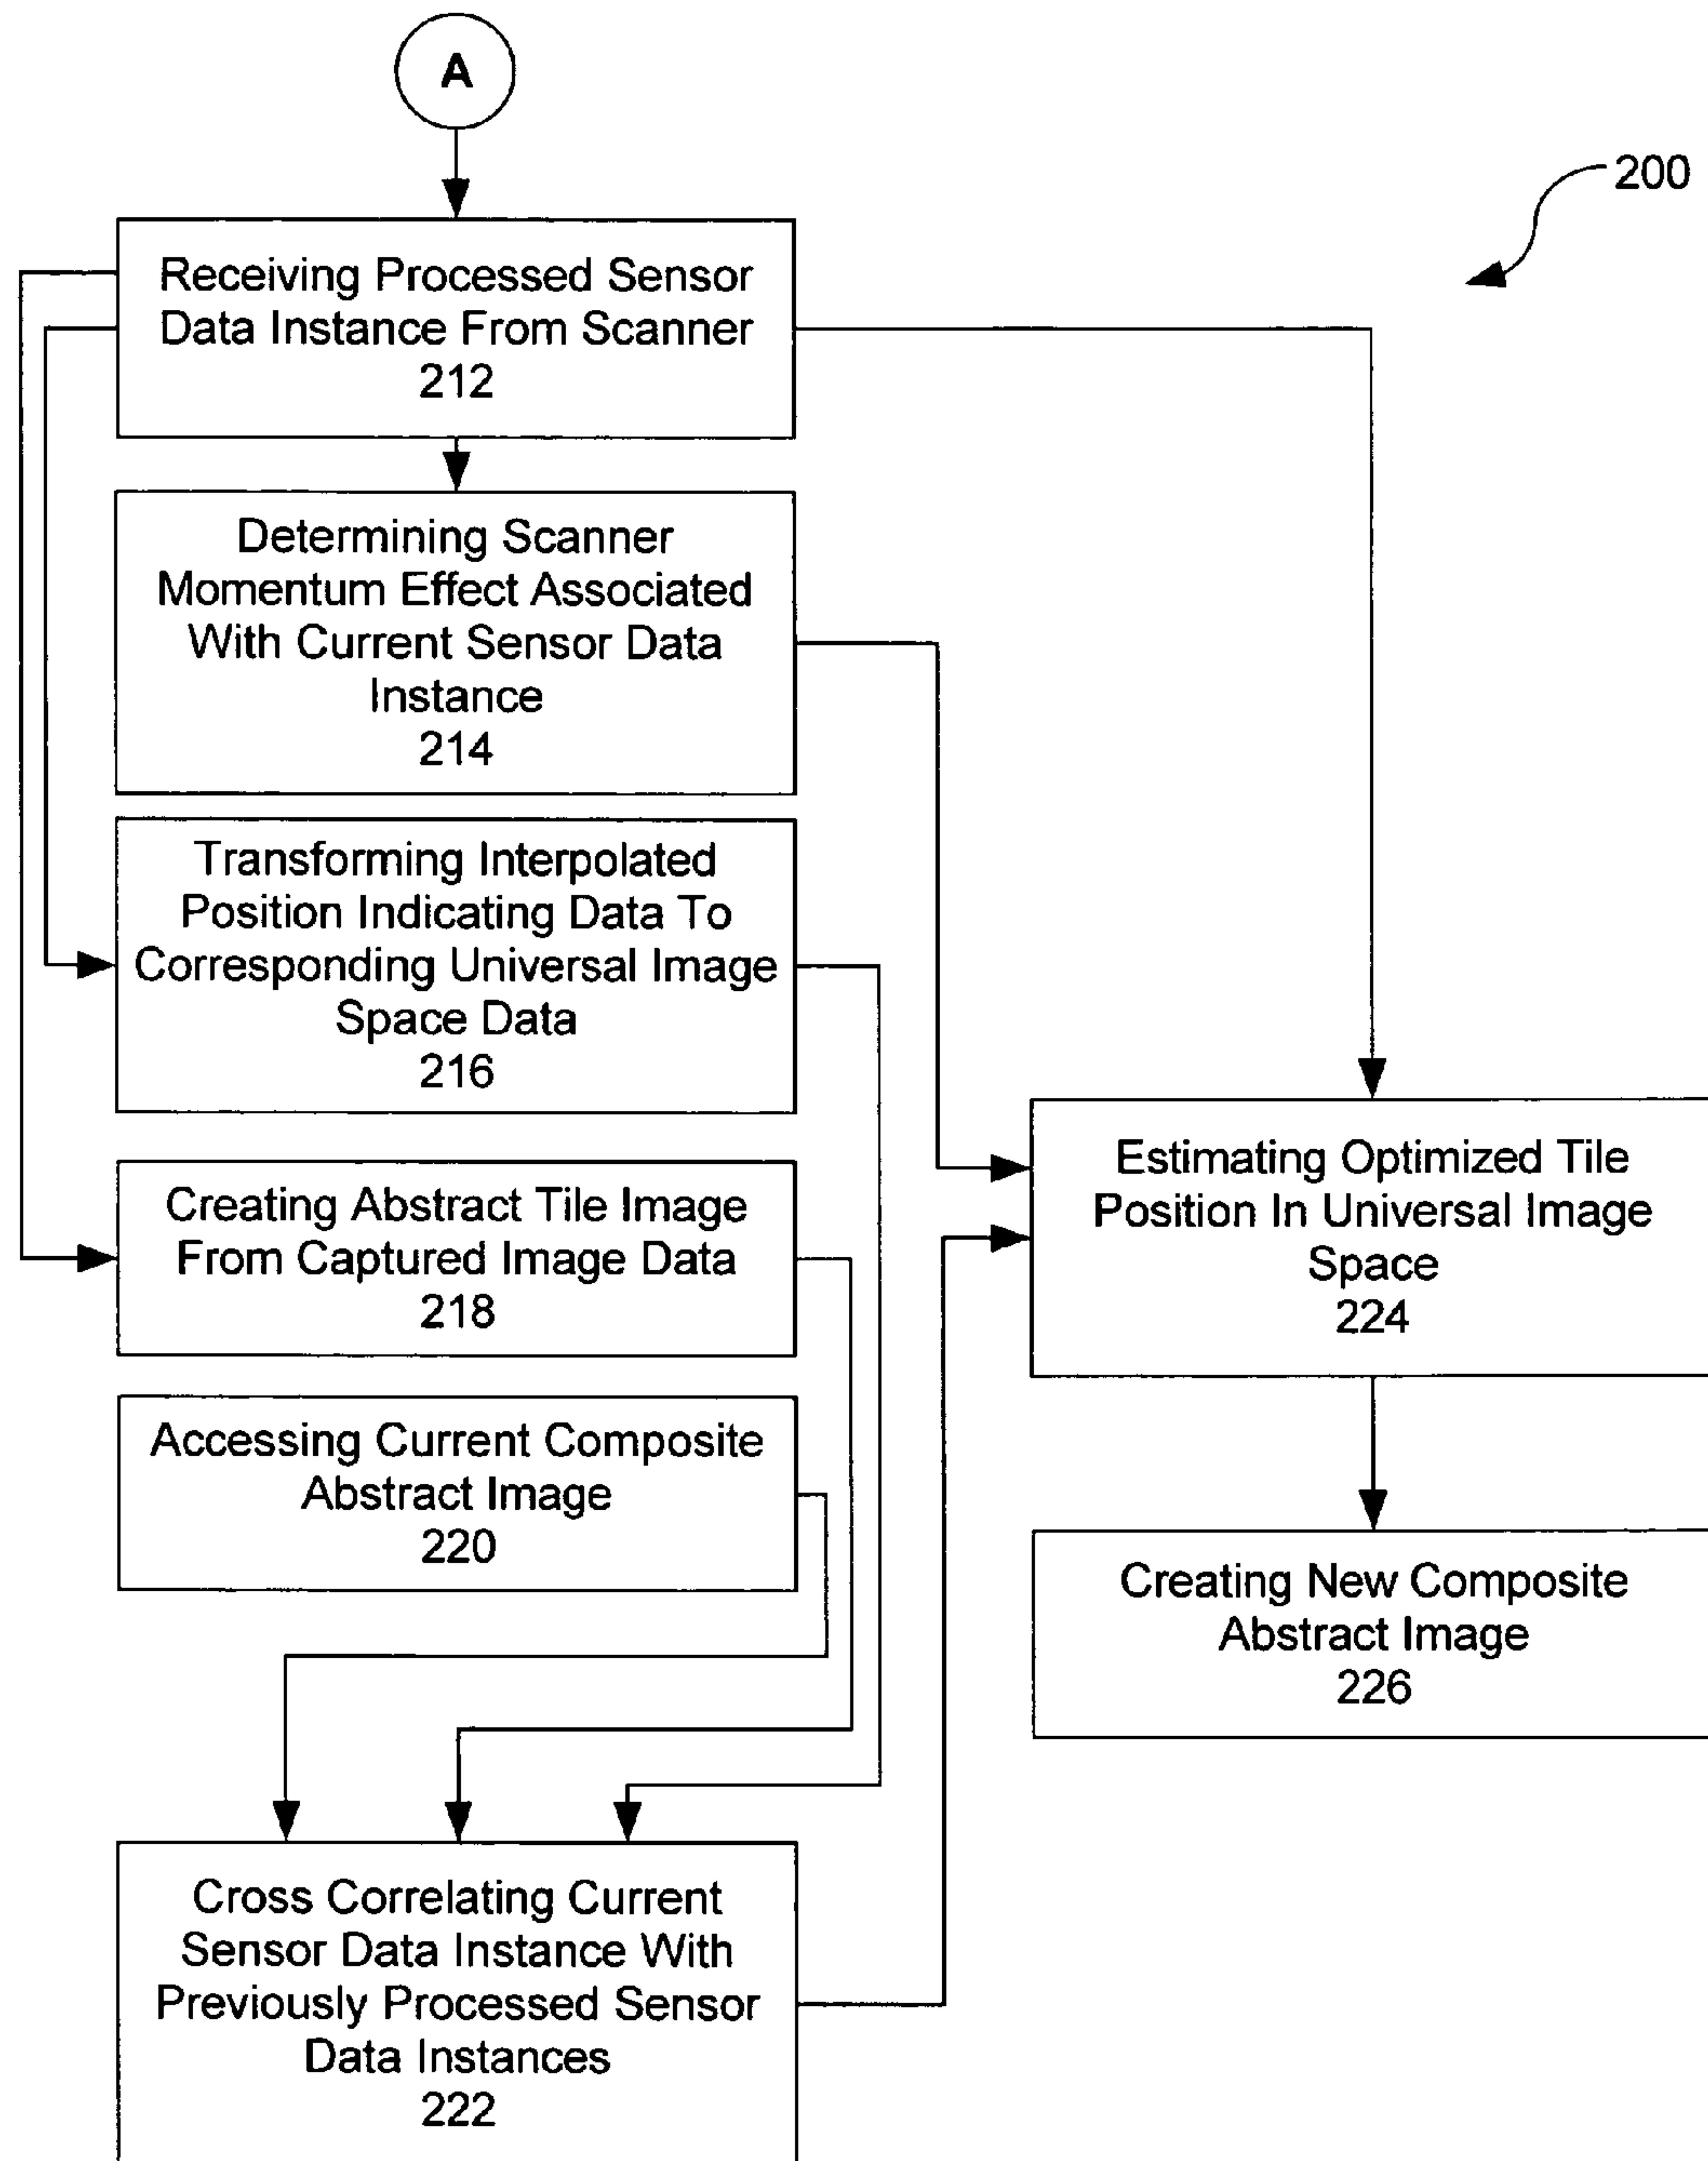 A
200
Receiving Processed Sensor
Data Instance From Scanner
212
Determining Scanner
Momentum Effect Associated
With Current Sensor Data
Instance
214
Transforming Interpolated
Position Indicating Data To
Corresponding Universal Image
Space Data
216
Creating Abstract Tile Image
From Captured Image Data
218
Accessing Current Composite
Abstract Image
220
Cross Correlating Current
Sensor Data Instance With
Previously Processed Sensor
Data Instances
222
Estimating Optimized Tile
Position In Universal Image
Space
224
Creating New Composite
Abstract Image
226